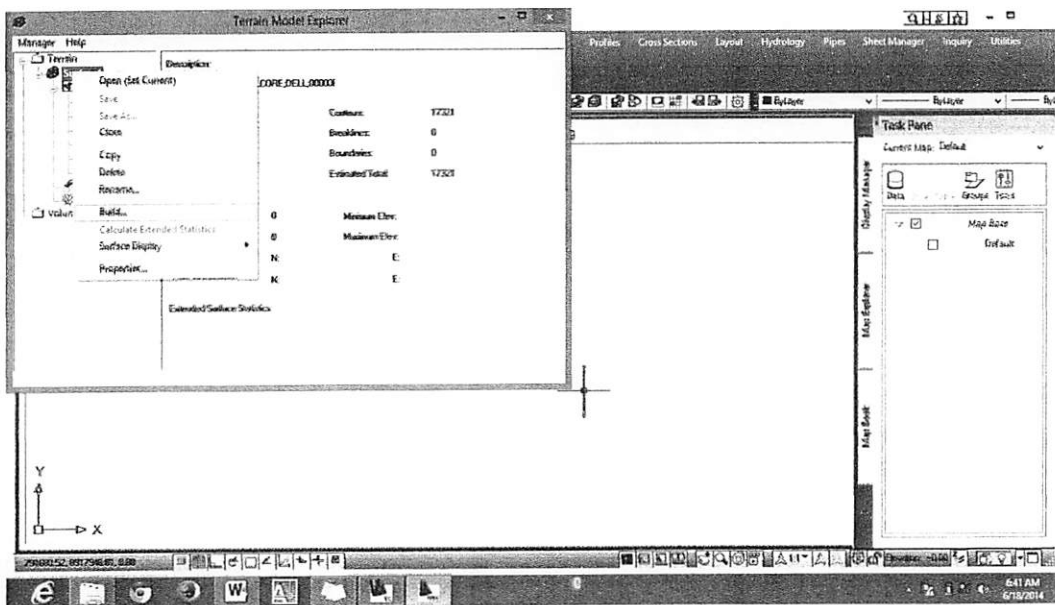 Terrain Model Explorer
Manager Help
Terrain
Open (Set Current)
Save
Save As...
Close
Copy
Delete
Rename...
Build...
Calculate Extended Statistics
Surface Display
Properties...
Description:
Contours: 17321
Breaklines: 0
Boundaries: 0
Estimated Total: 17321
0 Minimum Elev:
0 Maximum Elev:
N: E:
N: E:
Extended Surface Statistics
Profiles Cross Sections Layout Hydrology Pipes Sheet Manager Inquiry Utilities
ByLayer ByLayer
Task Pane
Current Map: Default
Data Groups Tools
Display Manager
Map Explorer
Map Book
Map Base
Default
Y
X
6:41 AM
6/18/2014